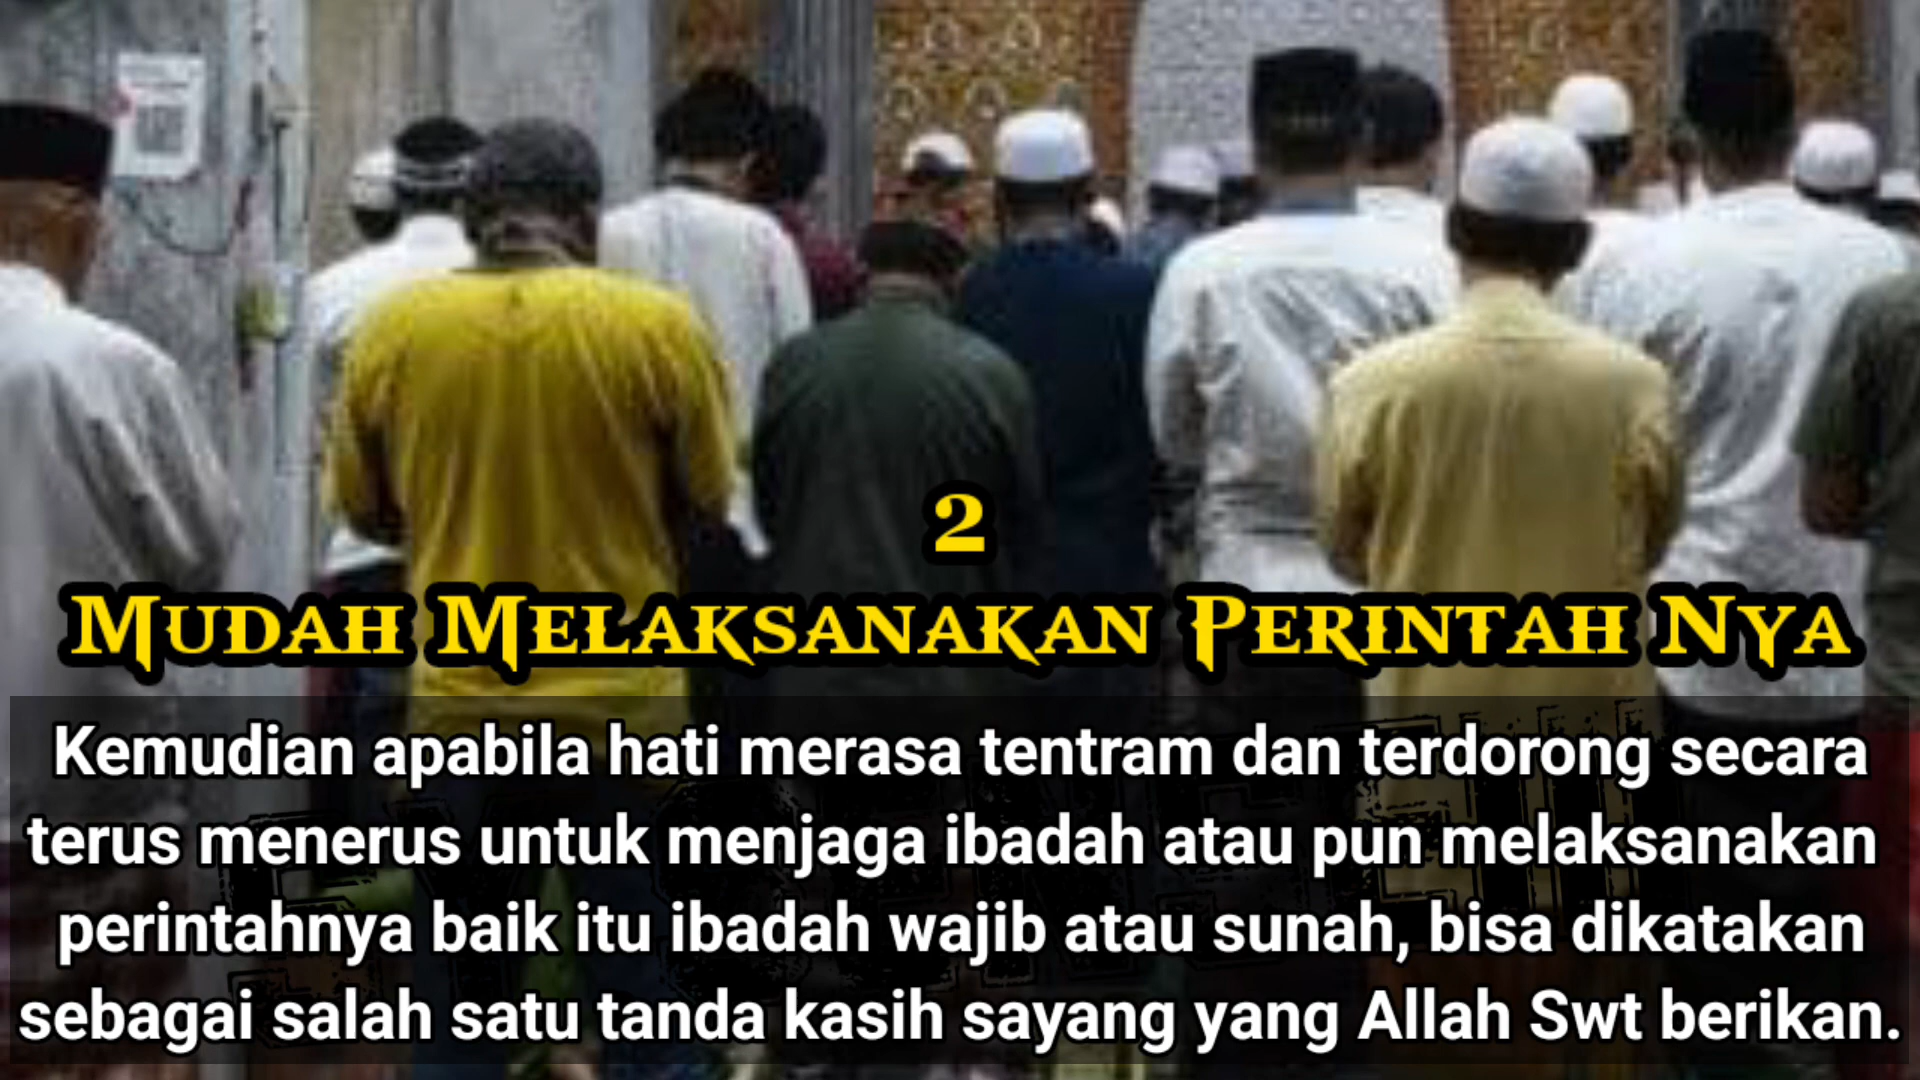 2
Mudah Melaksanakan Perintah Nya
Kemudian apabila hati merasa tentram dan terdorong secara
terus menerus untuk menjaga ibadah atau pun melaksanakan
perintahnya baik itu ibadah wajib atau sunah, bisa dikatakan
sebagai salah satu tanda kasih sayang yang Allah Swt berikan.